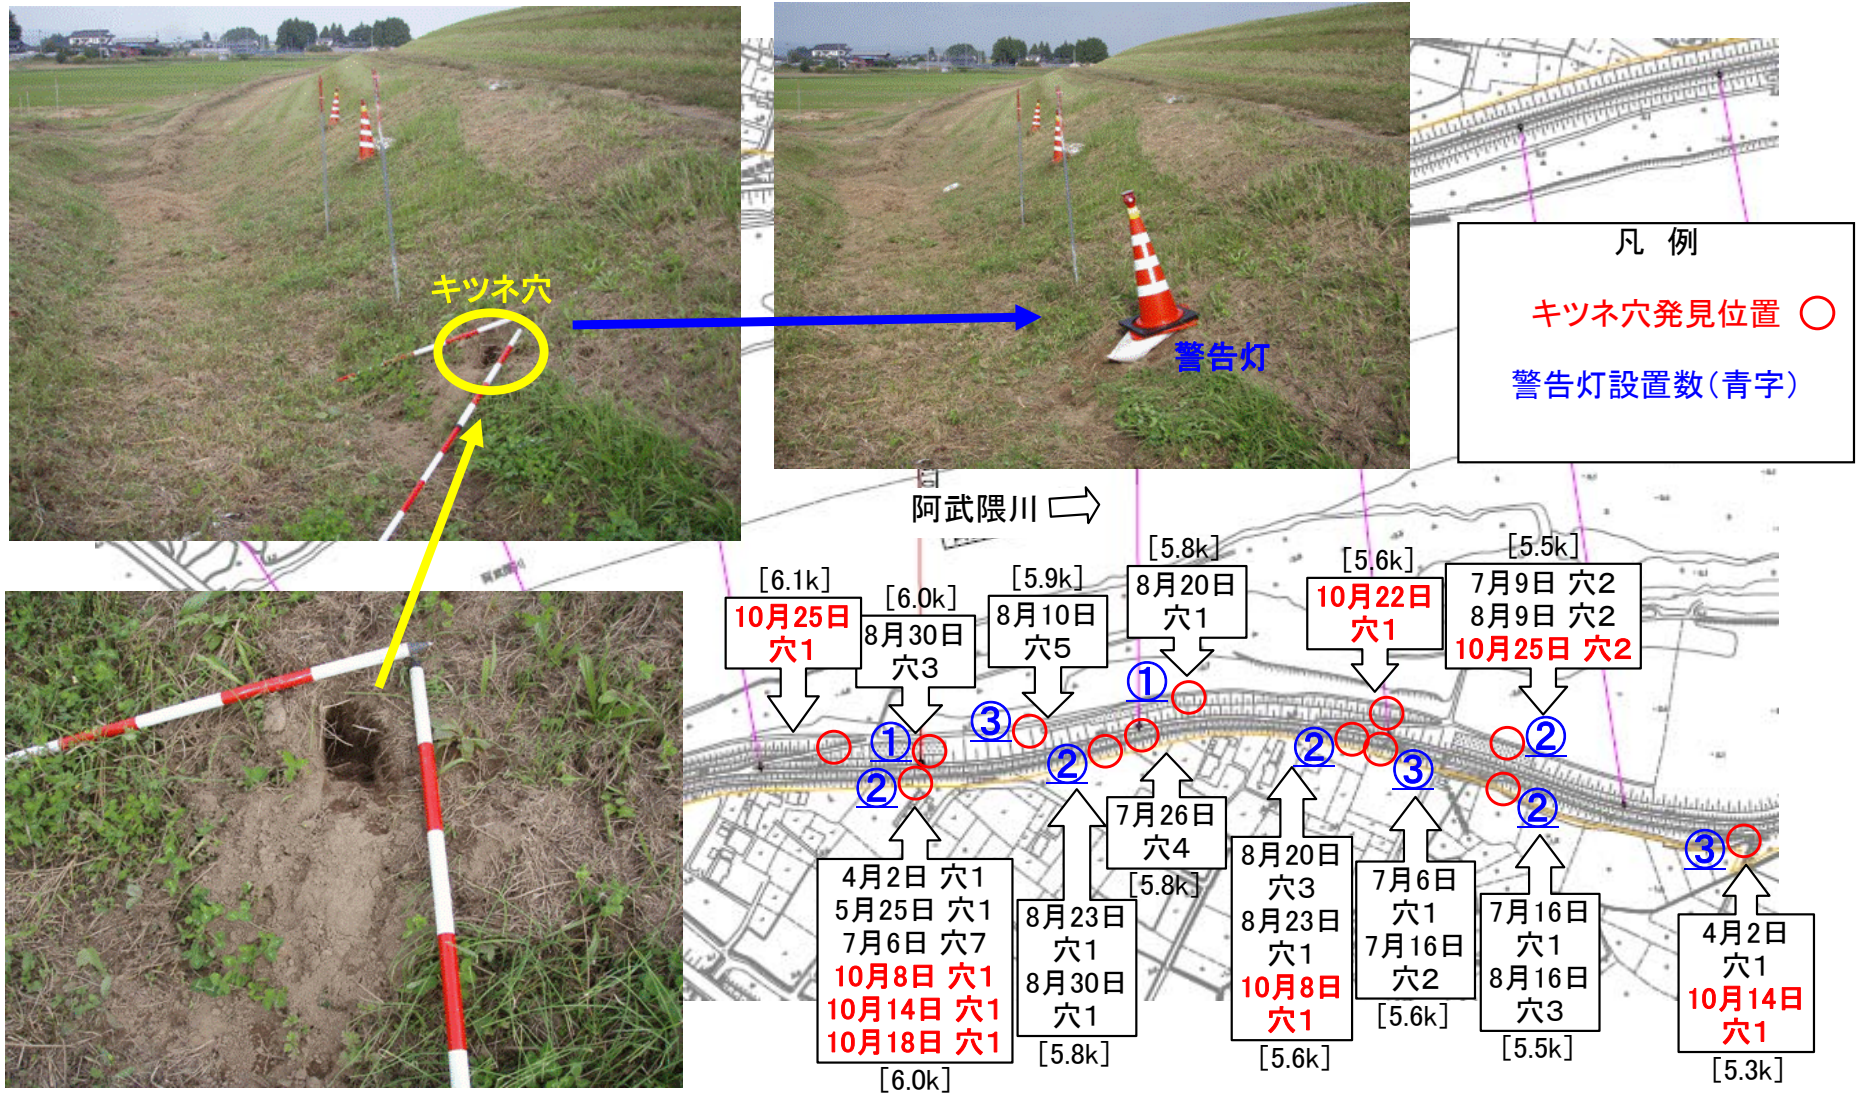 キツネ穴
警告灯
凡 例
キツネ穴発見位置
警告灯設置数(青字)
阿武隈川
阿武隈川
[6.1k]
10月25日
穴1
[6.0k]
8月30日
穴3
[5.9k]
8月10日
穴5
[5.8k]
8月20日
穴1
[5.6k]
10月22日
穴1
[5.5k]
7月9日 穴2
8月9日 穴2
10月25日 穴2
①
②
③
②
①
②
③
②
②
③
4月2日 穴1
5月25日 穴1
7月6日 穴7
10月8日 穴1
10月14日 穴1
10月18日 穴1
[6.0k]
8月23日
穴1
8月30日
穴1
[5.8k]
7月26日
穴4
[5.8k]
8月20日
穴3
8月23日
穴1
10月8日
穴1
[5.6k]
7月6日
穴1
7月16日
穴2
[5.6k]
7月16日
穴1
8月16日
穴3
[5.5k]
4月2日
穴1
10月14日
穴1
[5.3k]